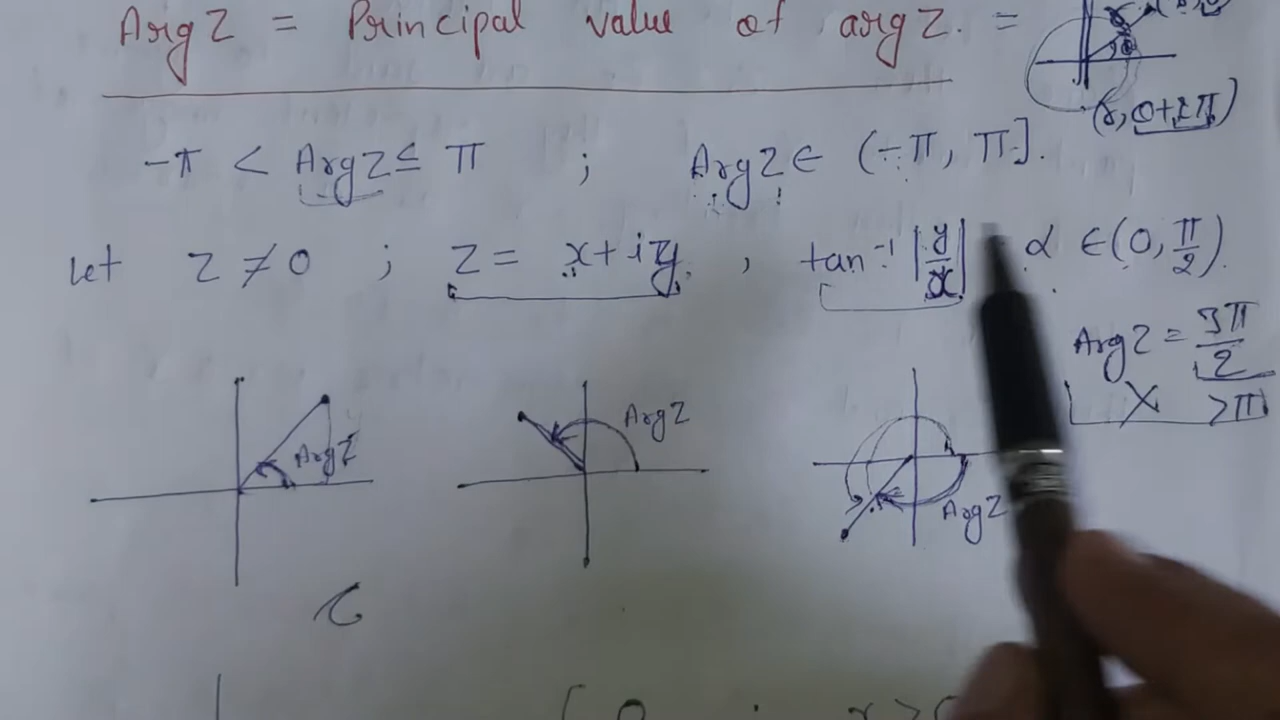 Arg Z = Principal value of arg z. =
(r, θ+2π)
-π < Arg Z ≤ π ; Arg Z ∈ (-π, π].
let Z ≠ 0 ; Z = x+iy, , tan⁻¹ |y/x| α ∈ (0, π/2).
Arg Z = 3π/2
X >π
Arg Z
Arg Z
Arg Z